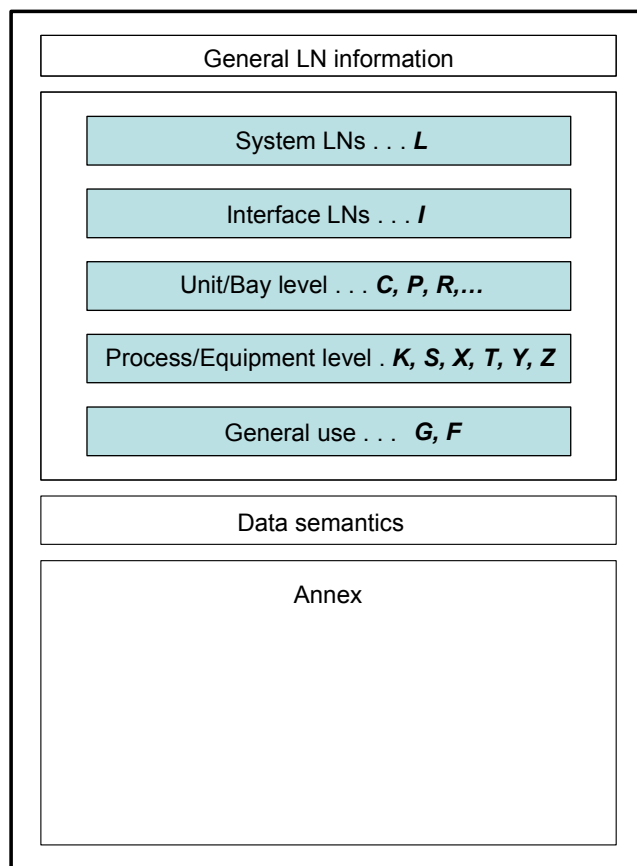 General LN information
System LNs . . . L
Interface LNs . . . I
Unit/Bay level . . . C, P, R,...
Process/Equipment level . K, S, X, T, Y, Z
General use . . . G, F
Data semantics
Annex